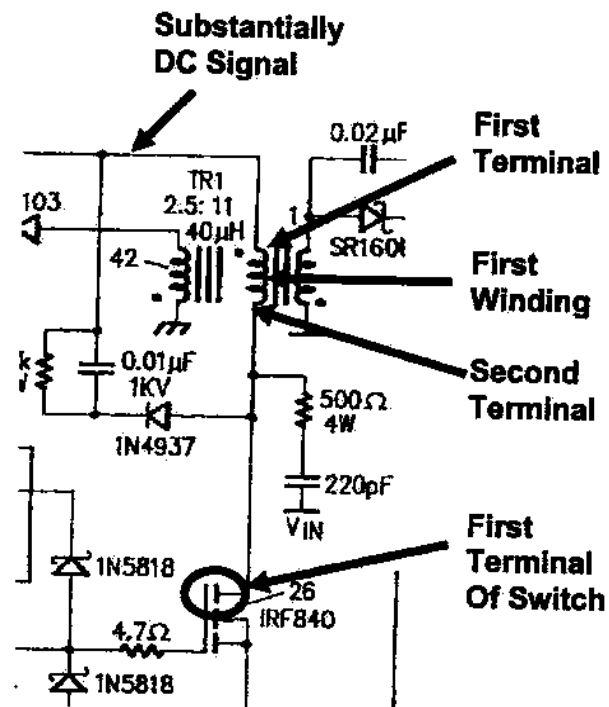 Substantially
DC Signal
First
Terminal
0.02µF
TR1
2.5: 11
40µH
103
1
SR160
42
First
Winding
0.01µF
1KV
1N4937
500Ω
4W
Second
Terminal
220pF
VIN
First
Terminal
Of Switch
1N5818
26
IRF840
4.7Ω
1N5818